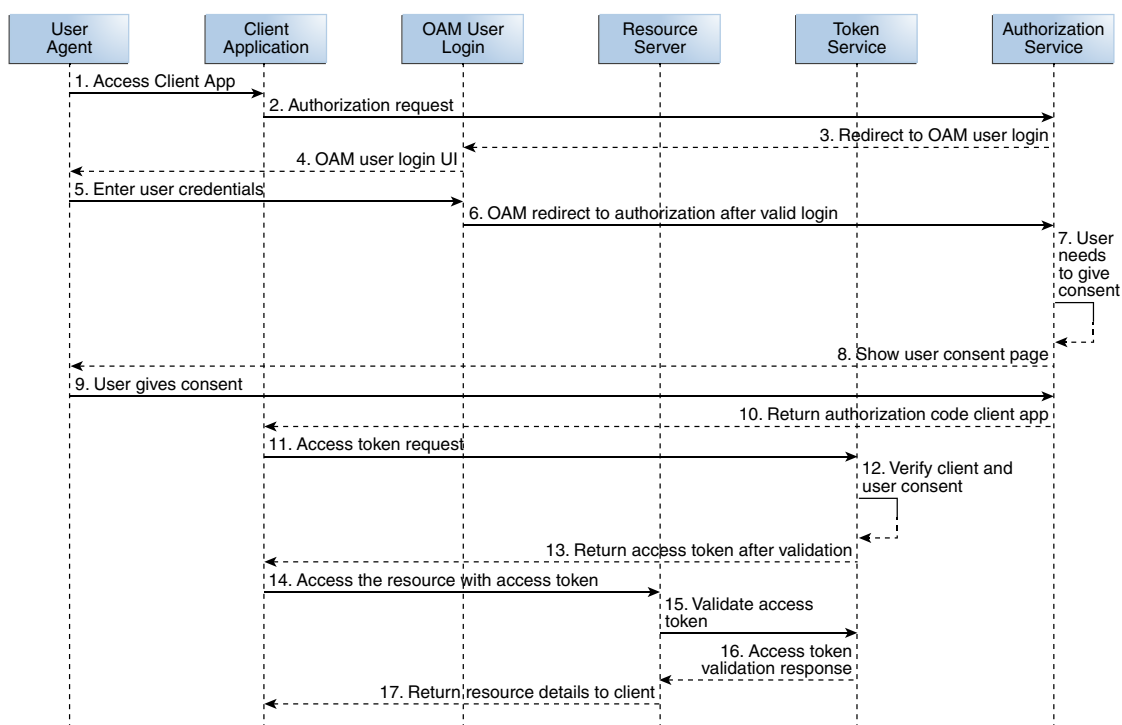 User
Agent
Client
Application
OAM User
Login
Resource
Server
Token
Service
Authorization
Service
1. Access Client App
2. Authorization request
3. Redirect to OAM user login
4. OAM user login UI
5. Enter user credentials
6. OAM redirect to authorization after valid login
7. User
needs
to give
consent
8. Show user consent page
9. User gives consent
10. Return authorization code client app
11. Access token request
12. Verify client and
user consent
13. Return access token after validation
14. Access the resource with access token
15. Validate access
token
16. Access token
validation response
17. Return resource details to client